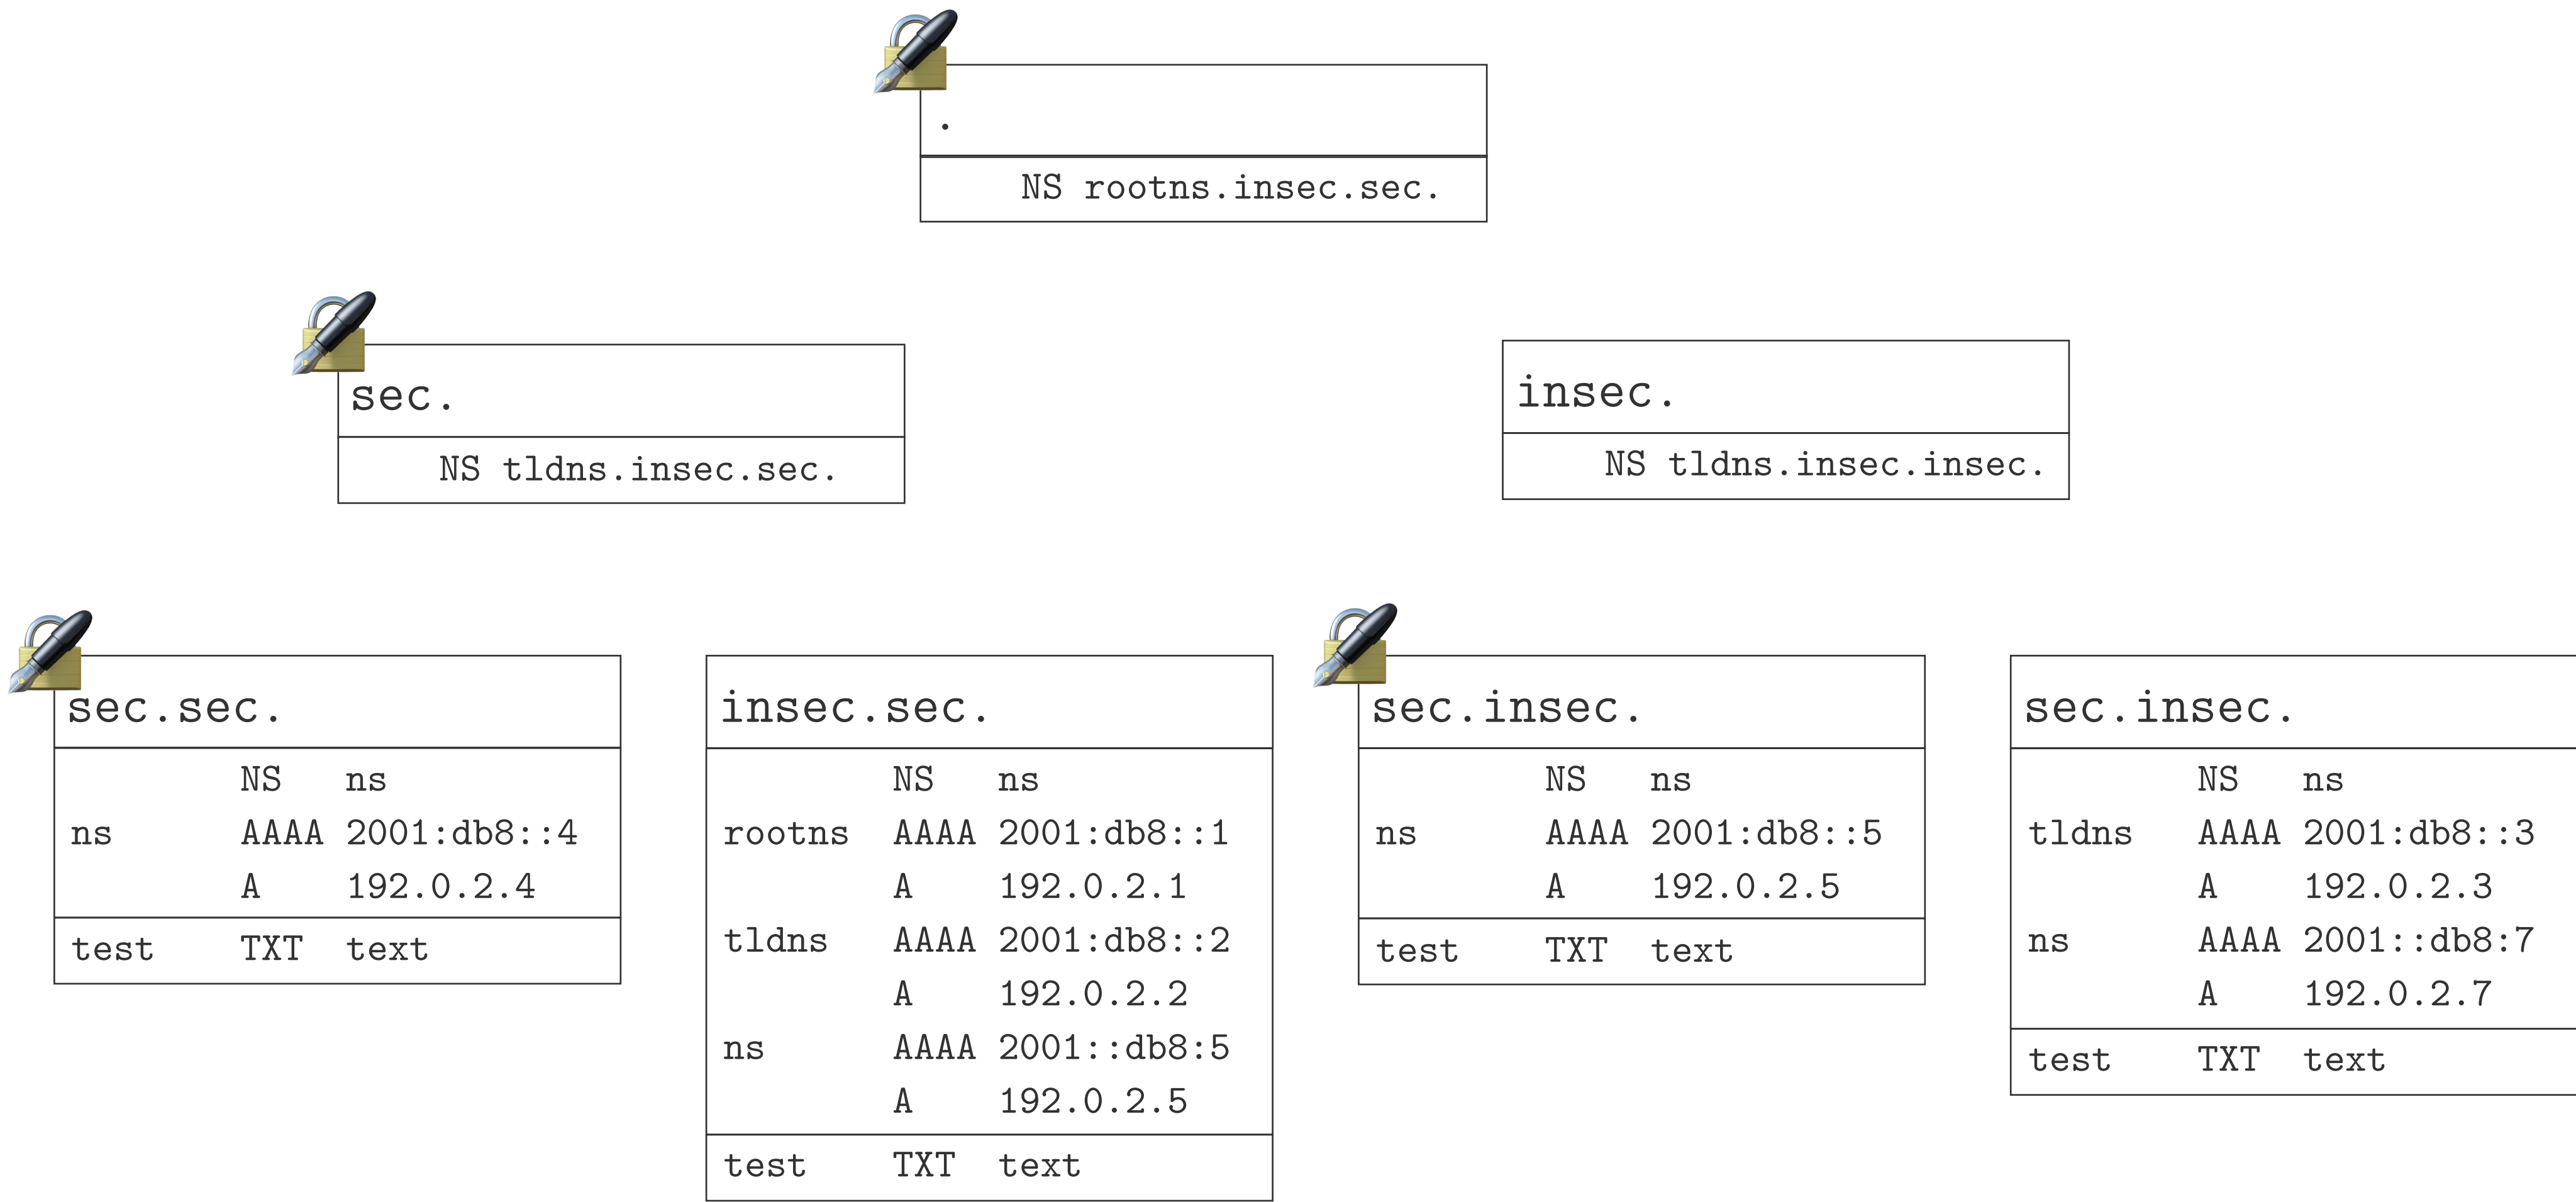 .
NS rootns.insec.sec.
sec.
NS tldns.insec.sec.
insec.
NS tldns.insec.insec.
sec.sec.
NS ns
ns AAAA 2001:db8::4
A 192.0.2.4
test TXT text
insec.sec.
NS ns
rootns AAAA 2001:db8::1
A 192.0.2.1
tldns AAAA 2001:db8::2
A 192.0.2.2
ns AAAA 2001::db8:5
A 192.0.2.5
test TXT text
sec.insec.
NS ns
ns AAAA 2001:db8::5
A 192.0.2.5
test TXT text
sec.insec.
NS ns
tldns AAAA 2001:db8::3
A 192.0.2.3
ns AAAA 2001::db8:7
A 192.0.2.7
test TXT text